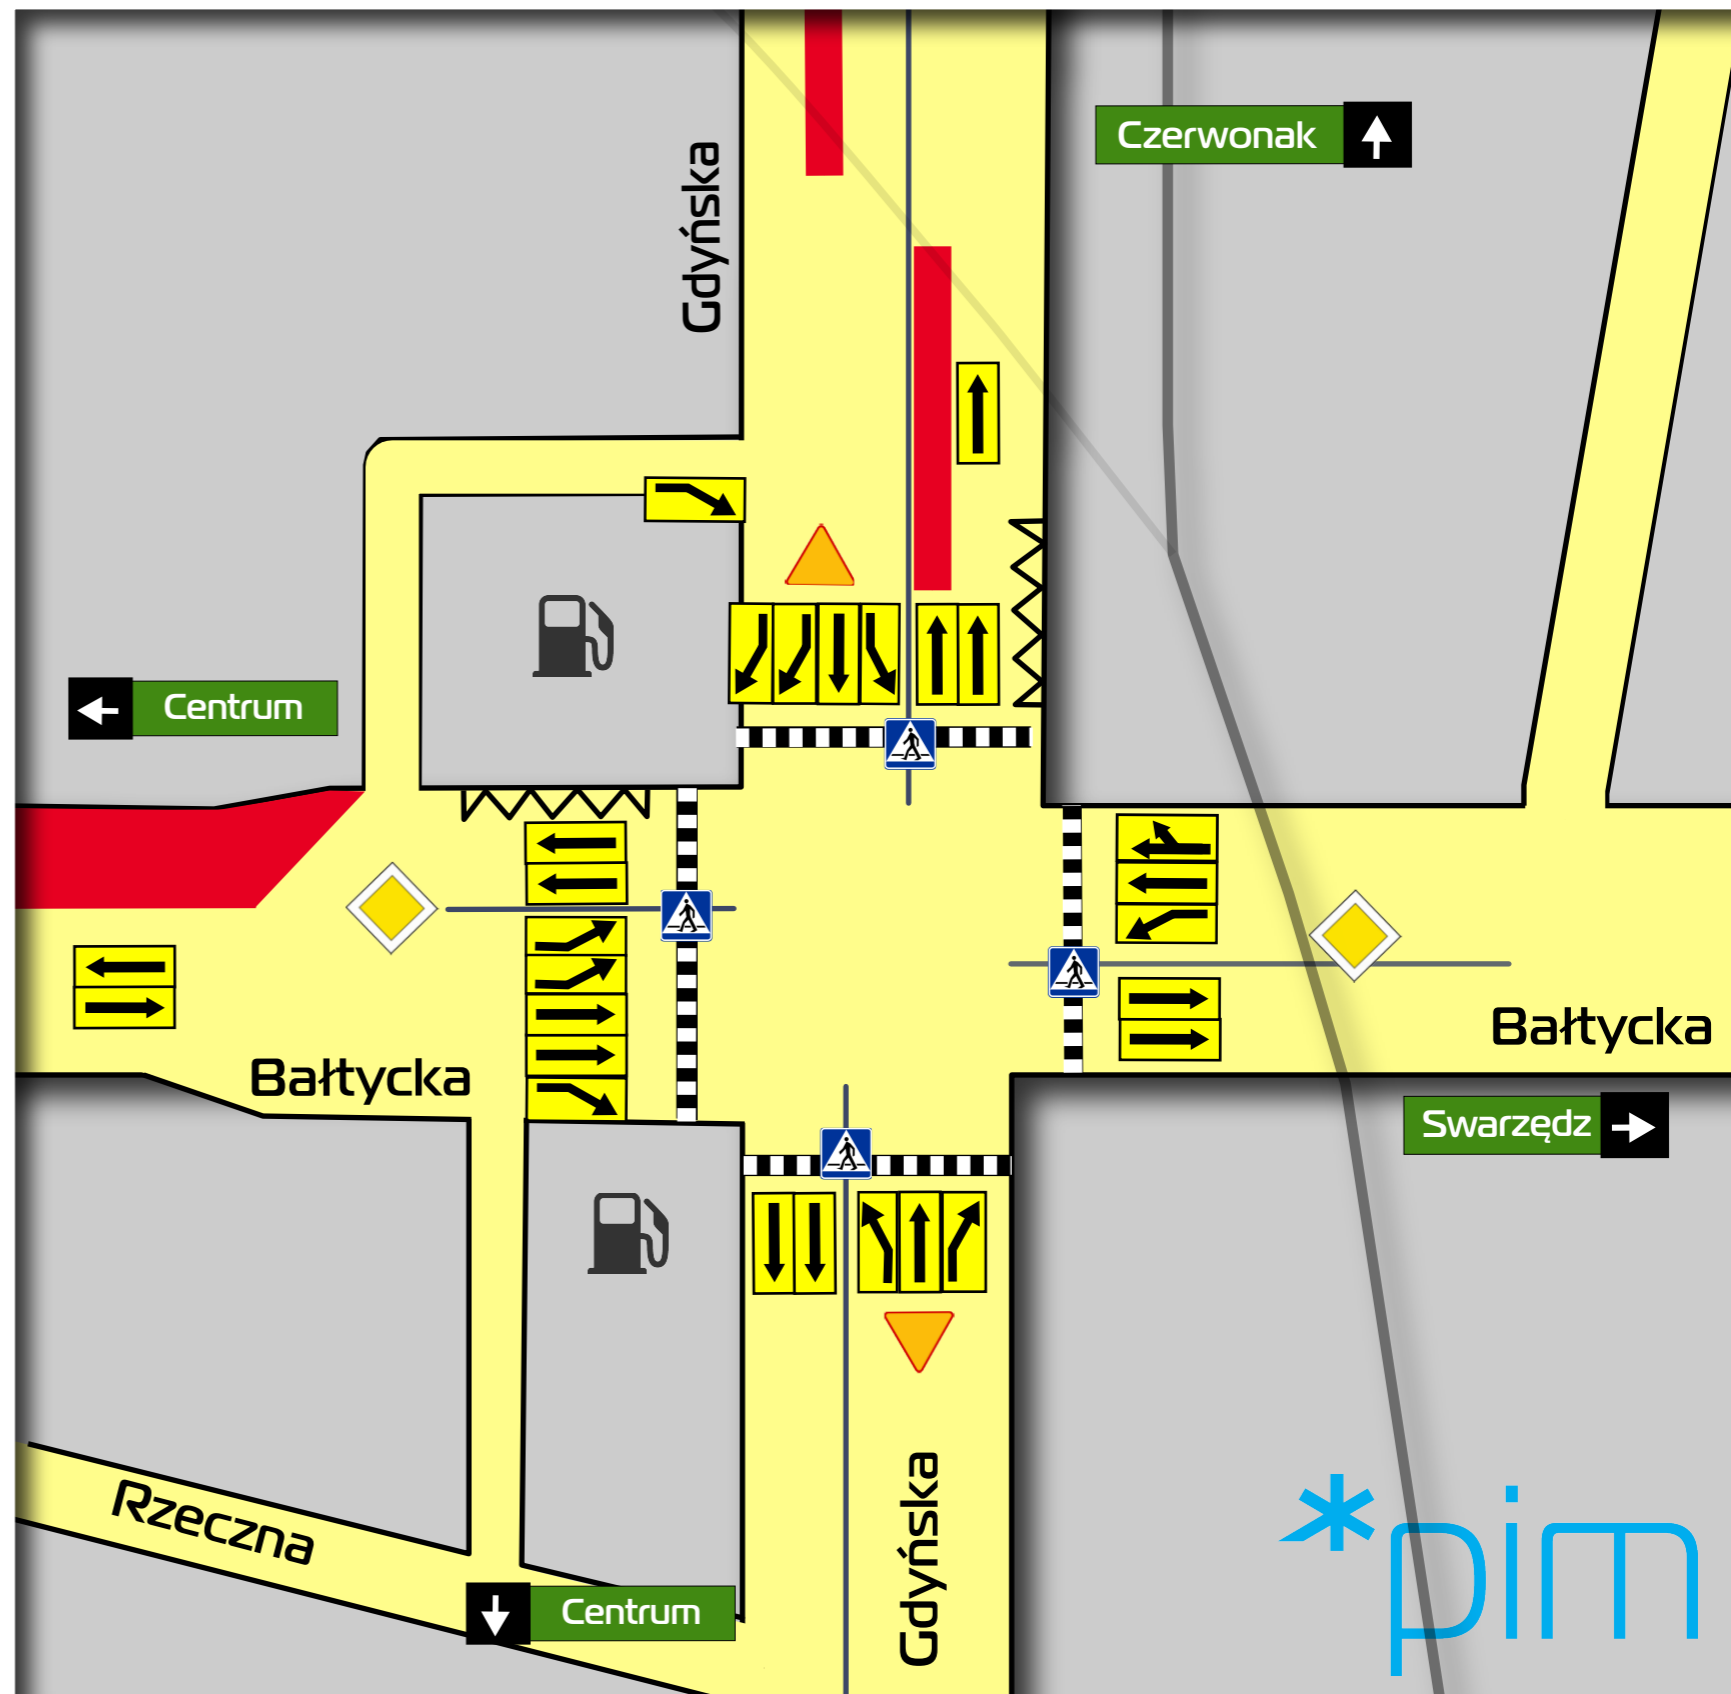 Gdyńska
Czerwonak
Centrum
Bałtycka
Bałtycka
Swarzędz
Rzeczna
Gdyńska
Centrum
*pim